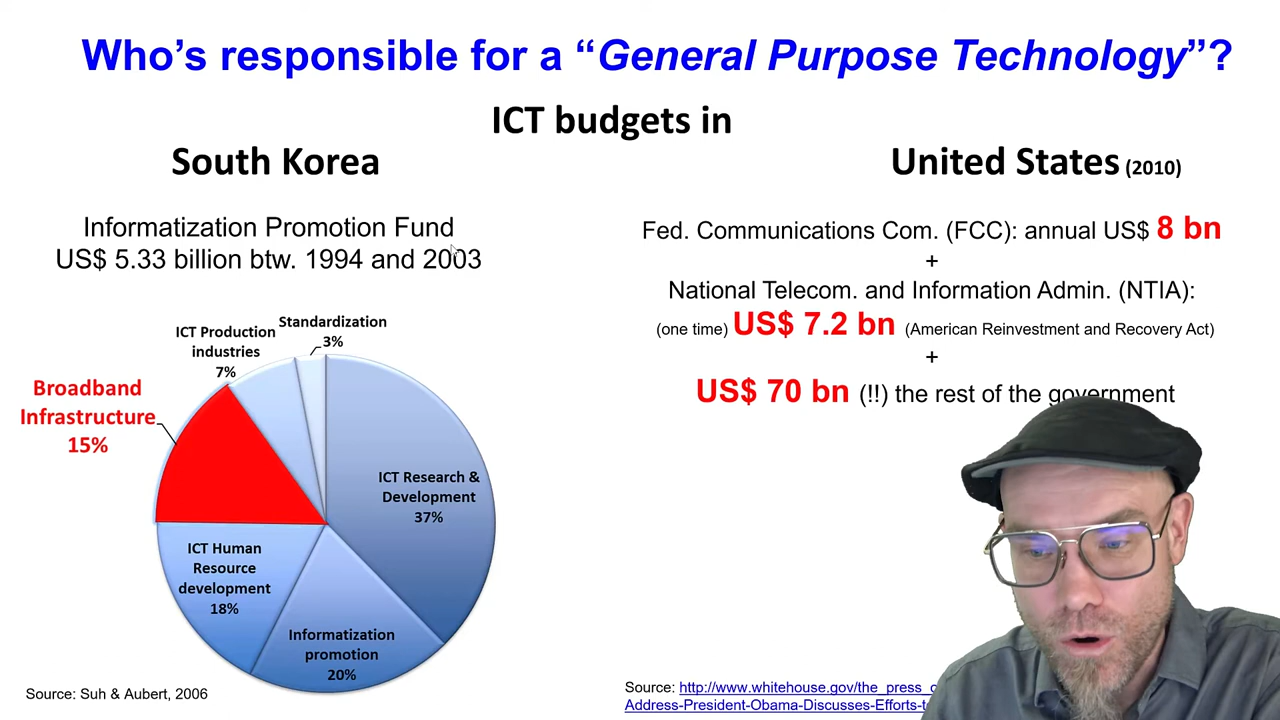 Who's responsible for a “General Purpose Technology”?
ICT budgets in
South Korea
United States (2010)
Informatization Promotion Fund
US$ 5.33 billion btw. 1994 and 2003
Standardization
3%
ICT Production
industries
7%
Broadband
Infrastructure
15%
ICT Research &
Development
37%
ICT Human
Resource
development
18%
Informatization
promotion
20%
Source: Suh & Aubert, 2006
Fed. Communications Com. (FCC): annual US$ 8 bn
+
National Telecom. and Information Admin. (NTIA):
(one time) US$ 7.2 bn (American Reinvestment and Recovery Act)
+
US$ 70 bn (!!) the rest of the government
Source: http://www.whitehouse.gov/the_press_
Address-President-Obama-Discusses-Efforts-